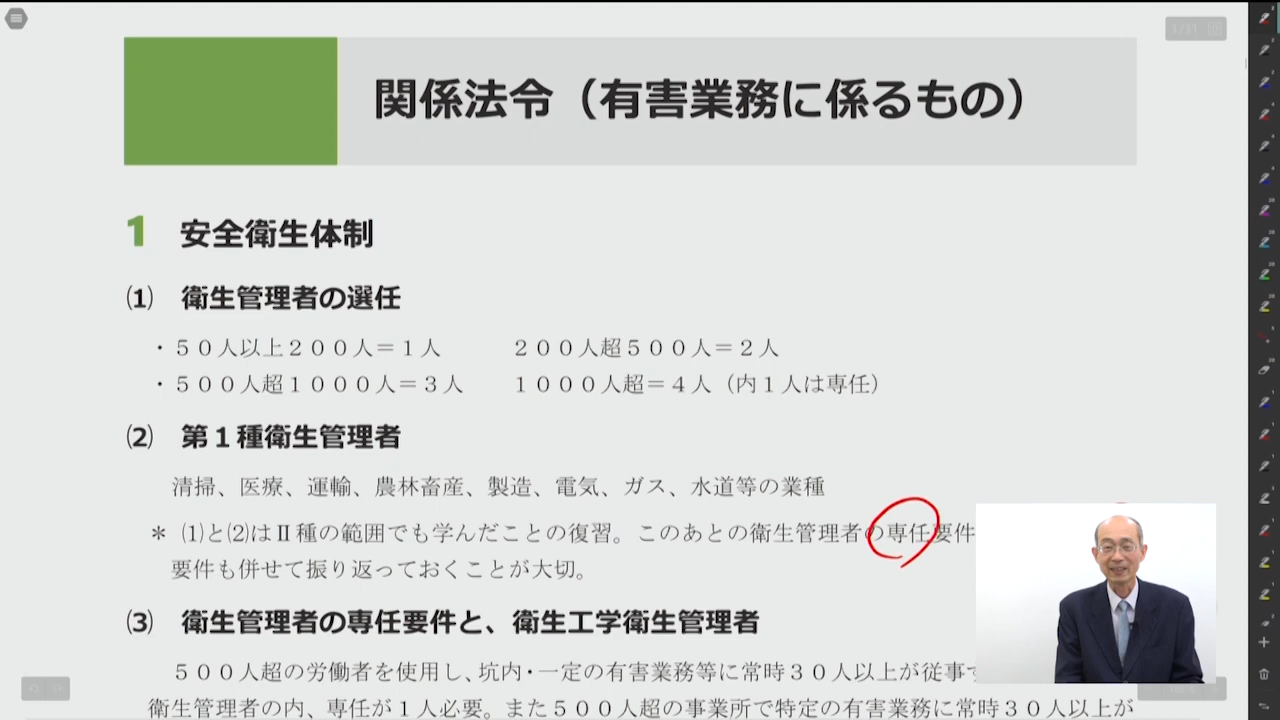 関係法令（有害業務に係るもの）
1 安全衛生体制
⑴ 衛生管理者の選任
・５０人以上２００人＝１人 ２００人超５００人＝２人
・５００人超１０００人＝３人 １０００人超＝４人（内１人は専任）
⑵ 第１種衛生管理者
清掃、医療、運輸、農林畜産、製造、電気、ガス、水道等の業種
＊ ⑴と⑵はⅡ種の範囲でも学んだことの復習。このあとの衛生管理者の専任要件
要件も併せて振り返っておくことが大切。
⑶ 衛生管理者の専任要件と、衛生工学衛生管理者
５００人超の労働者を使用し、坑内・一定の有害業務等に常時３０人以上が従事
衛生管理者の内、専任が１人必要。また５００人超の事業所で特定の有害業務に常時３０人以上が